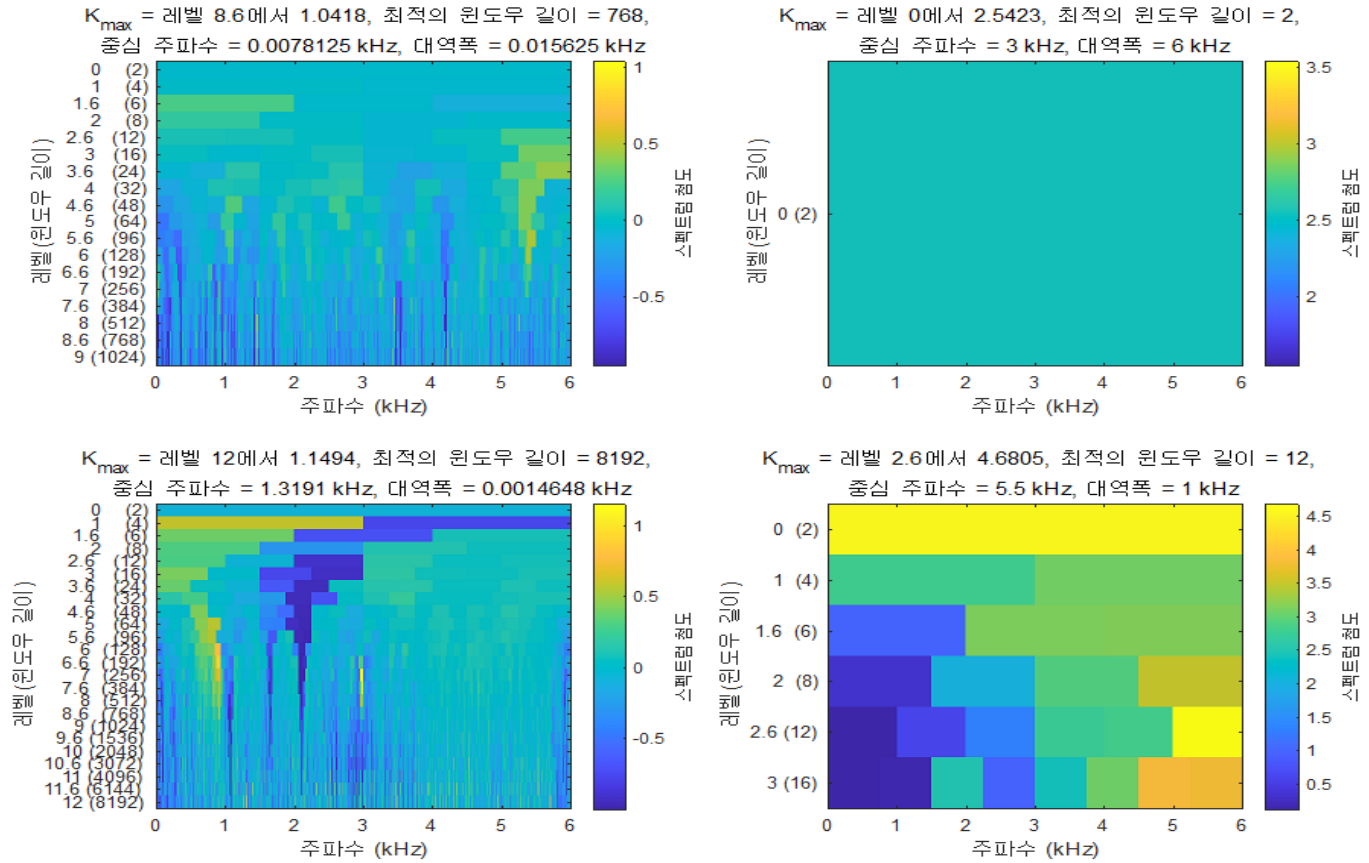 K_max = 레벨 8.6에서 1.0418, 최적의 윈도우 길이 = 768,
중심 주파수 = 0.0078125 kHz, 대역폭 = 0.015625 kHz
레벨(윈도우 길이)
0 (2)
1 (4)
1.6 (6)
2 (8)
2.6 (12)
3 (16)
3.6 (24)
4 (32)
4.6 (48)
5 (64)
5.6 (96)
6 (128)
6.6 (192)
7 (256)
7.6 (384)
8 (512)
8.6 (768)
9 (1024)
0 1 2 3 4 5 6
주파수 (kHz)
1
0.5
0
-0.5
스펙트럼 첨도
K_max = 레벨 0에서 2.5423, 최적의 윈도우 길이 = 2,
중심 주파수 = 3 kHz, 대역폭 = 6 kHz
레벨(윈도우 길이)
0 (2)
0 1 2 3 4 5 6
주파수 (kHz)
3.5
3
2.5
2
스펙트럼 첨도
K_max = 레벨 12에서 1.1494, 최적의 윈도우 길이 = 8192,
중심 주파수 = 1.3191 kHz, 대역폭 = 0.0014648 kHz
레벨(윈도우 길이)
0 (2)
1 (4)
1.6 (6)
2 (8)
2.6 (12)
3 (16)
3.6 (24)
4 (32)
4.6 (48)
5 (64)
5.6 (96)
6 (128)
6.6 (192)
7 (256)
7.6 (384)
8 (512)
8.6 (768)
9 (1024)
9.6 (1536)
10 (2048)
10.6 (3072)
11 (4096)
11.6 (6144)
12 (8192)
0 1 2 3 4 5 6
주파수 (kHz)
1
0.5
0
-0.5
스펙트럼 첨도
K_max = 레벨 2.6에서 4.6805, 최적의 윈도우 길이 = 12,
중심 주파수 = 5.5 kHz, 대역폭 = 1 kHz
레벨(윈도우 길이)
0 (2)
1 (4)
1.6 (6)
2 (8)
2.6 (12)
3 (16)
0 1 2 3 4 5 6
주파수 (kHz)
4.5
4
3.5
3
2.5
2
1.5
1
0.5
스펙트럼 첨도